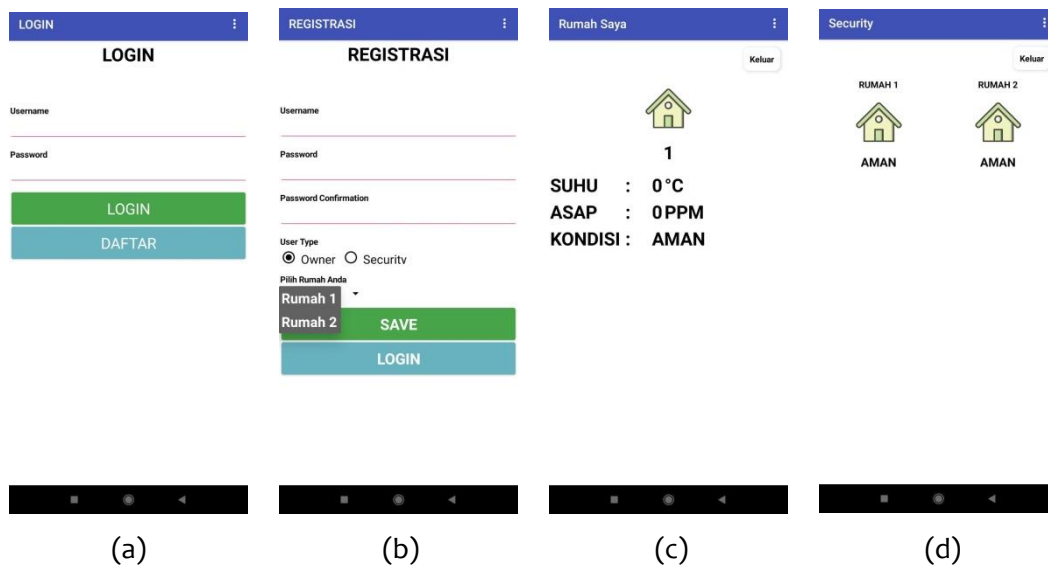 LOGIN
LOGIN
Username
Password
LOGIN
DAFTAR
(a)
REGISTRASI
REGISTRASI
Username
Password
Password Confirmation
User Type
Owner Security
Pilih Rumah Anda
Rumah 1
Rumah 2
SAVE
LOGIN
(b)
Rumah Saya
Keluar
1
SUHU : 0 °C
ASAP : 0 PPM
KONDISI : AMAN
(c)
Security
Keluar
RUMAH 1 RUMAH 2
AMAN AMAN
(d)